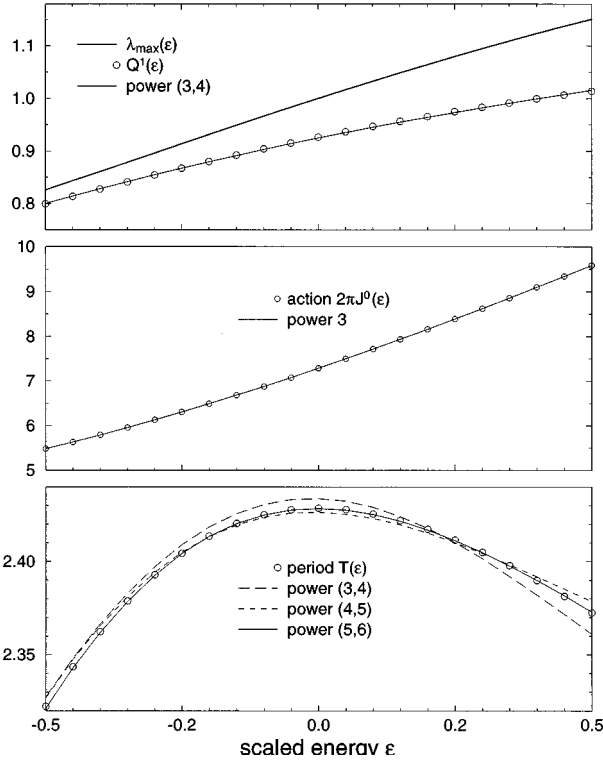 1.1
1.0
0.9
0.8
λmax(ε)
Q¹(ε)
power (3,4)
10
9
8
7
6
5
action 2πJ⁰(ε)
power 3
2.40
2.35
period T(ε)
power (3,4)
power (4,5)
power (5,6)
-0.5 -0.2 0.0 0.2 0.5
scaled energy ε